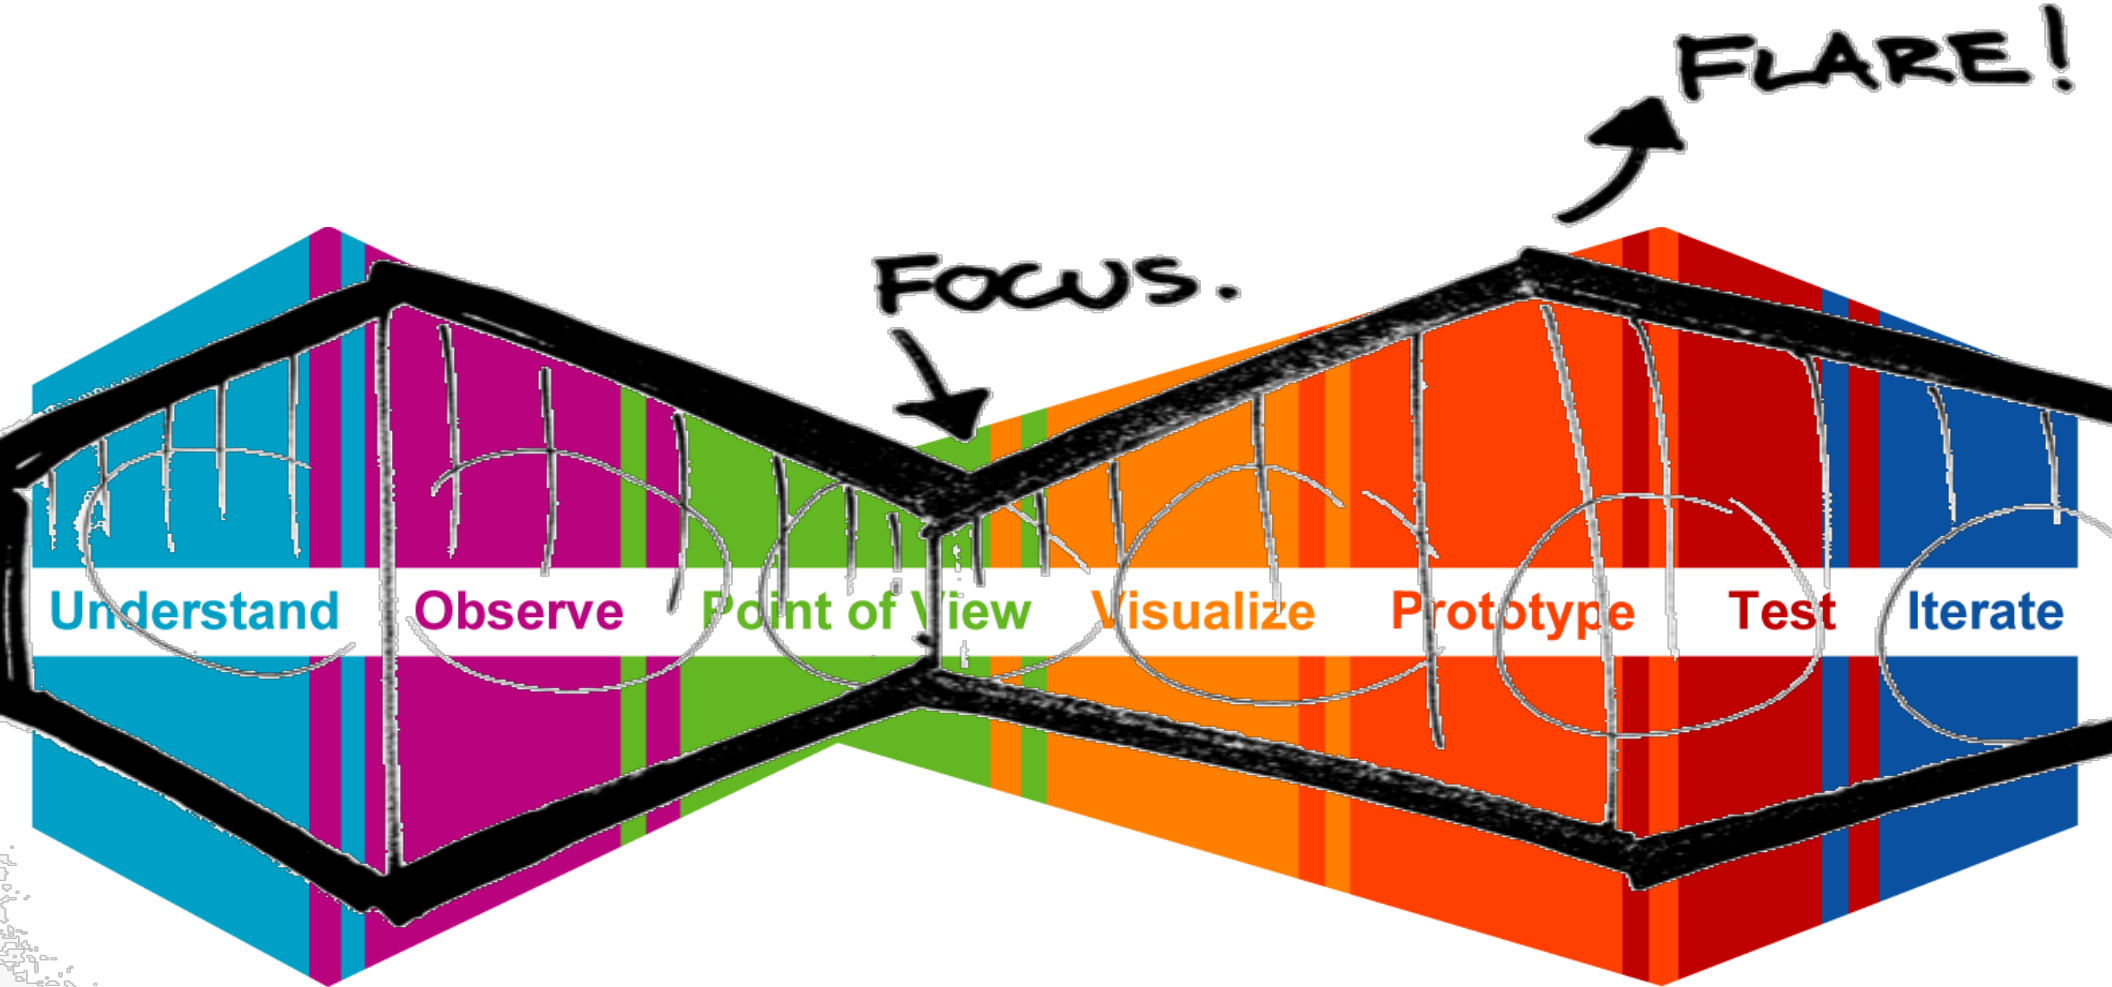 FLARE!
FOCUS.
Understand Observe Point of View Visualize Prototype Test Iterate